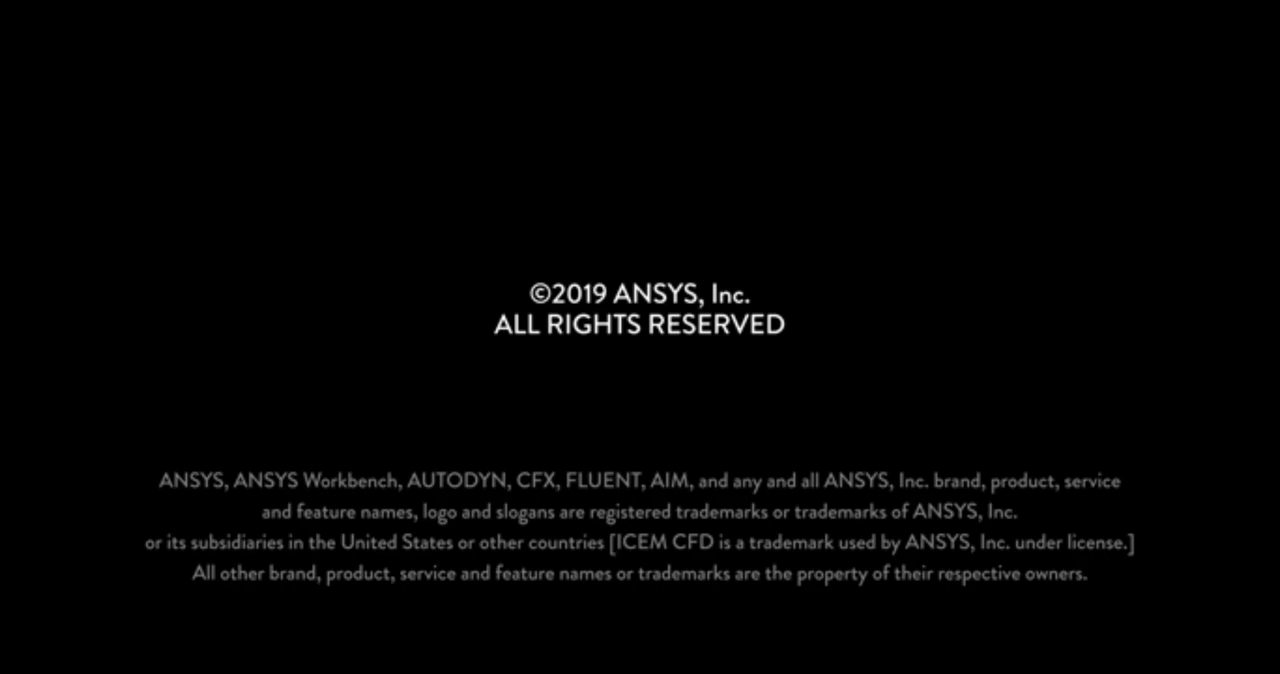 ©2019 ANSYS, Inc.
ALL RIGHTS RESERVED
ANSYS, ANSYS Workbench, AUTODYN, CFX, FLUENT, AIM, and any and all ANSYS, Inc. brand, product, service
and feature names, logo and slogans are registered trademarks or trademarks of ANSYS, Inc.
or its subsidiaries in the United States or other countries [ICEM CFD is a trademark used by ANSYS, Inc. under license.]
All other brand, product, service and feature names or trademarks are the property of their respective owners.